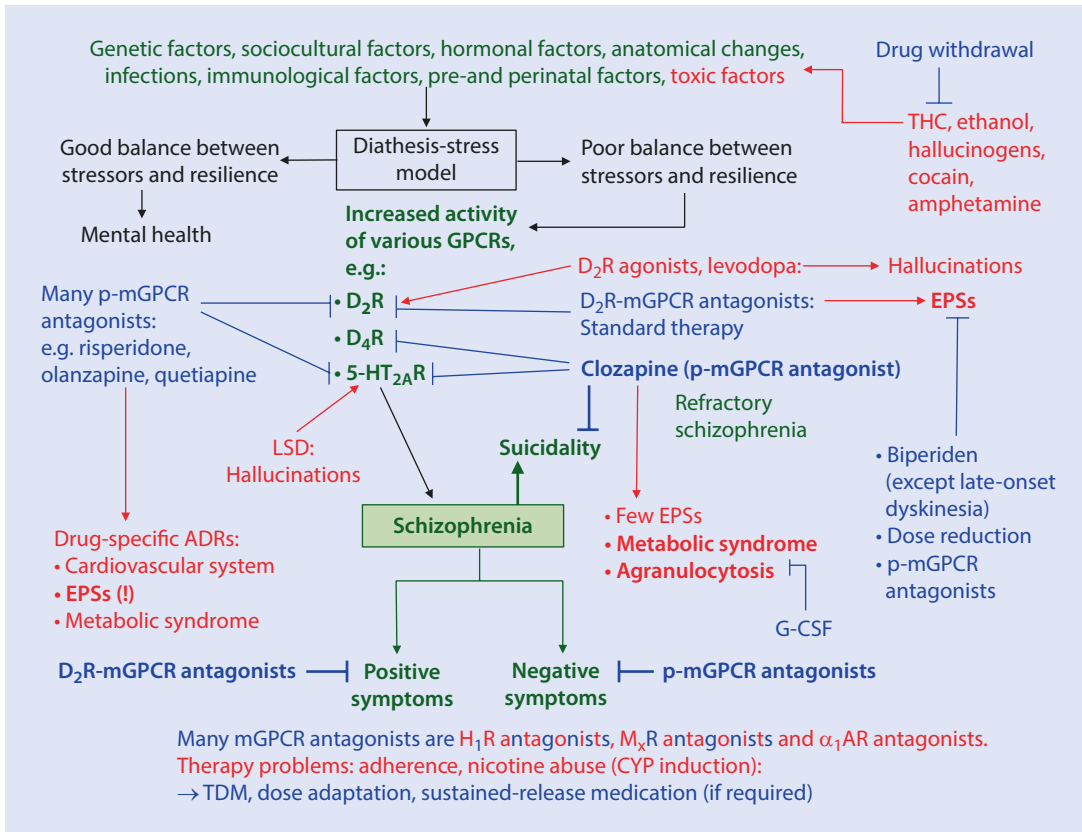 Genetic factors, sociocultural factors, hormonal factors, anatomical changes,
infections, immunological factors, pre-and perinatal factors, toxic factors
Drug withdrawal
THC, ethanol,
hallucinogens,
cocain,
amphetamine
Good balance between
stressors and resilience
Diathesis-stress
model
Poor balance between
stressors and resilience
Mental health
Increased activity
of various GPCRs,
e.g.:
• D₂R
• D₄R
• 5-HT₂ₐR
D₂R agonists, levodopa:
Hallucinations
Many p-mGPCR
antagonists:
e.g. risperidone,
olanzapine, quetiapine
D₂R-mGPCR antagonists:
Standard therapy
EPSs
Clozapine (p-mGPCR antagonist)
Refractory
schizophrenia
LSD:
Hallucinations
Suicidality
• Biperiden
(except late-onset
dyskinesia)
• Dose reduction
• p-mGPCR
antagonists
Schizophrenia
• Few EPSs
• Metabolic syndrome
• Agranulocytosis
G-CSF
Drug-specific ADRs:
• Cardiovascular system
• EPSs (!)
• Metabolic syndrome
D₂R-mGPCR antagonists
Positive
symptoms
Negative
symptoms
p-mGPCR antagonists
Many mGPCR antagonists are H₁R antagonists, MₓR antagonists and α₁AR antagonists.
Therapy problems: adherence, nicotine abuse (CYP induction):
→ TDM, dose adaptation, sustained-release medication (if required)